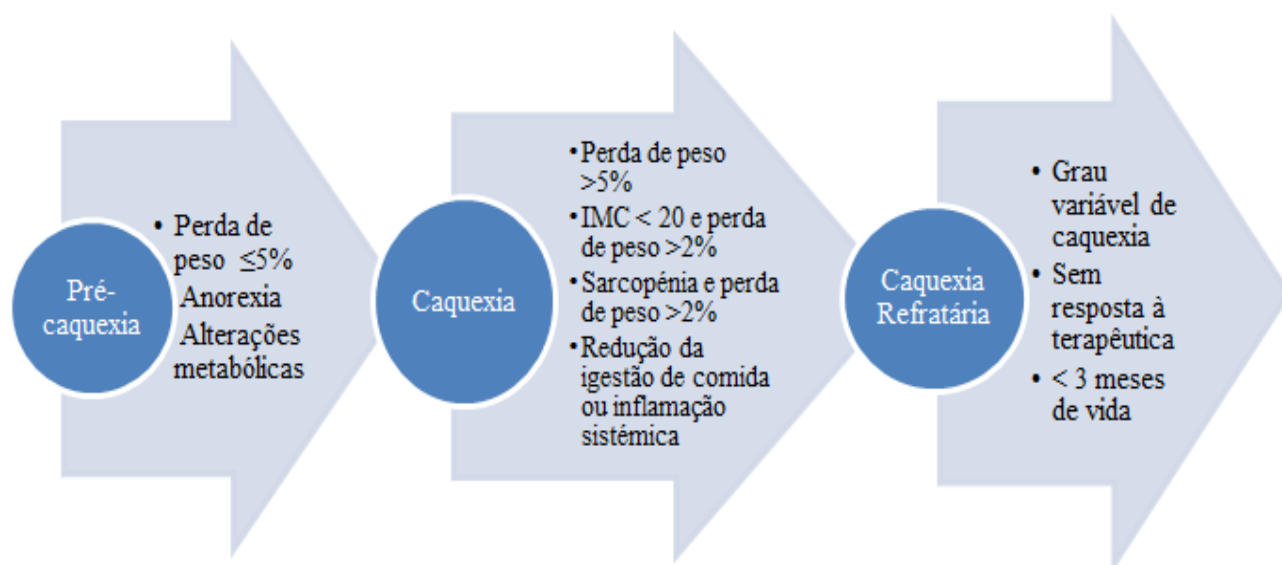 Pré-
caquexia
• Perda de
peso ≤5%
Anorexia
Alterações
metabólicas
Caquexia
•Perda de peso
>5%
•IMC < 20 e perda
de peso >2%
•Sarcopénia e perda
de peso >2%
•Redução da
igestão de comida
ou inflamação
sistémica
Caquexia
Refratária
• Grau
variável de
caquexia
• Sem
resposta à
terapêutica
• < 3 meses
de vida